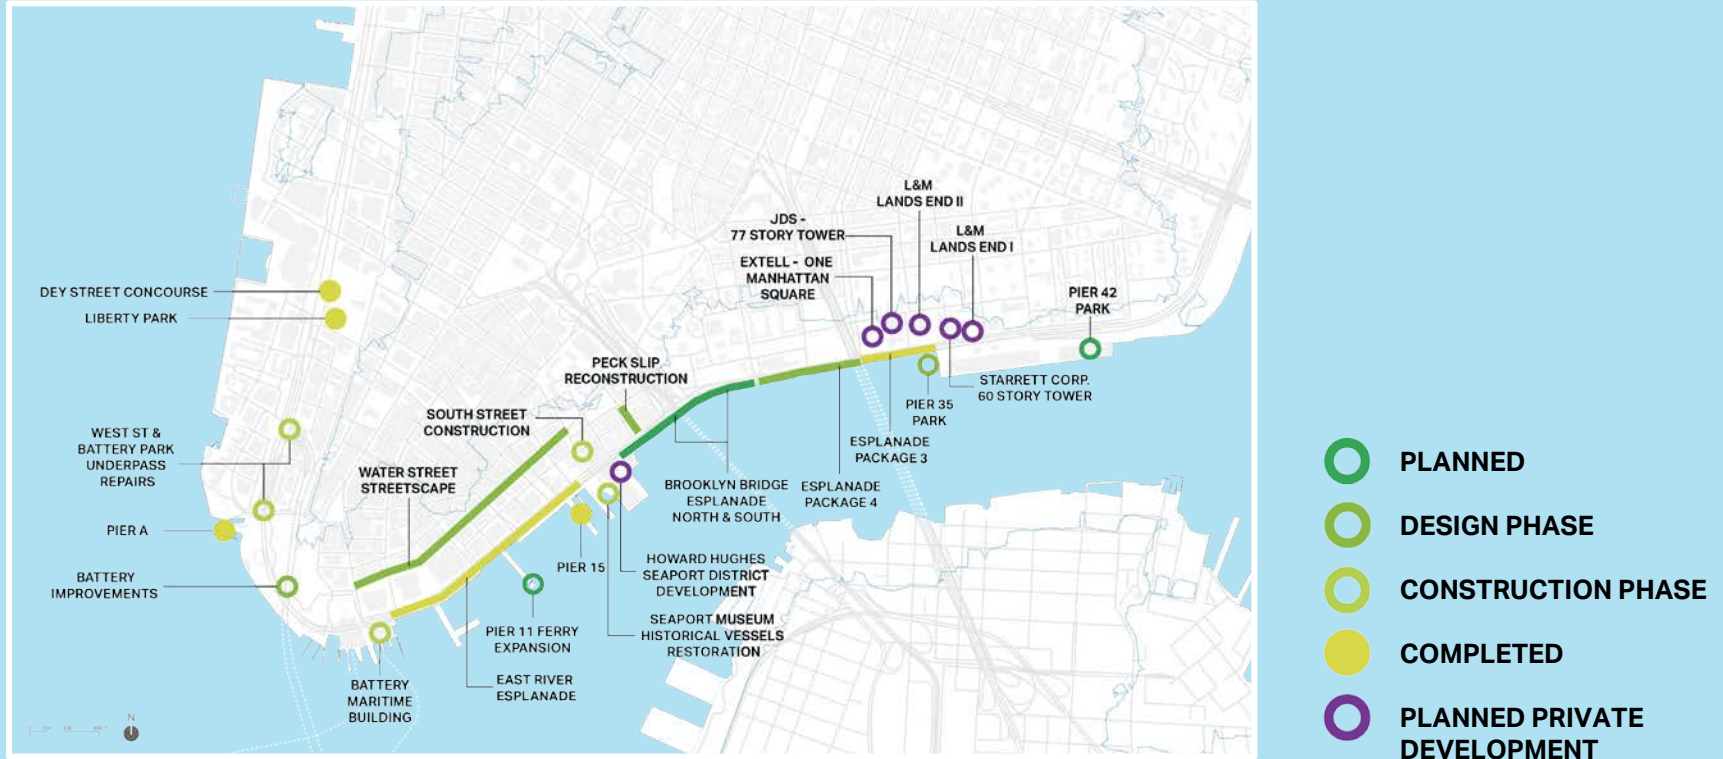 L&M
LANDS END II
JDS -
77 STORY TOWER
L&M
LANDS END I
EXTELL - ONE
MANHATTAN
SQUARE
PIER 42
PARK
DEY STREET CONCOURSE
LIBERTY PARK
PECK SLIP
RECONSTRUCTION
STARRETT CORP.
60 STORY TOWER
PIER 35
PARK
SOUTH STREET
CONSTRUCTION
WEST ST &
BATTERY PARK
UNDERPASS
REPAIRS
ESPLANADE
PACKAGE 3
WATER STREET
STREETSCAPE
BROOKLYN BRIDGE
ESPLANADE
NORTH & SOUTH
ESPLANADE
PACKAGE 4
PIER A
PIER 15
HOWARD HUGHES
SEAPORT DISTRICT
DEVELOPMENT
BATTERY
IMPROVEMENTS
SEAPORT MUSEUM
HISTORICAL VESSELS
RESTORATION
PIER 11 FERRY
EXPANSION
EAST RIVER
ESPLANADE
BATTERY
MARITIME
BUILDING
N
PLANNED
DESIGN PHASE
CONSTRUCTION PHASE
COMPLETED
PLANNED PRIVATE
DEVELOPMENT